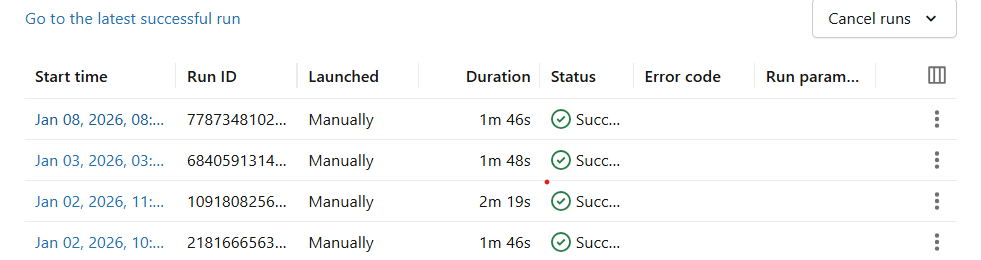 Go to the latest successful run
Cancel runs
Start time Run ID Launched Duration Status Error code Run param...
Jan 08, 2026, 08:... 7787348102... Manually 1m 46s Succ...
Jan 03, 2026, 03:... 6840591314... Manually 1m 48s Succ...
Jan 02, 2026, 11:... 1091808256... Manually 2m 19s Succ...
Jan 02, 2026, 10:... 2181666563... Manually 1m 46s Succ...